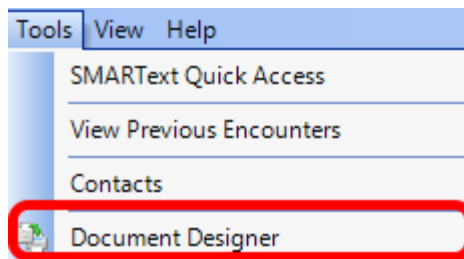 Tools View Help
SMARText Quick Access
View Previous Encounters
Contacts
Document Designer